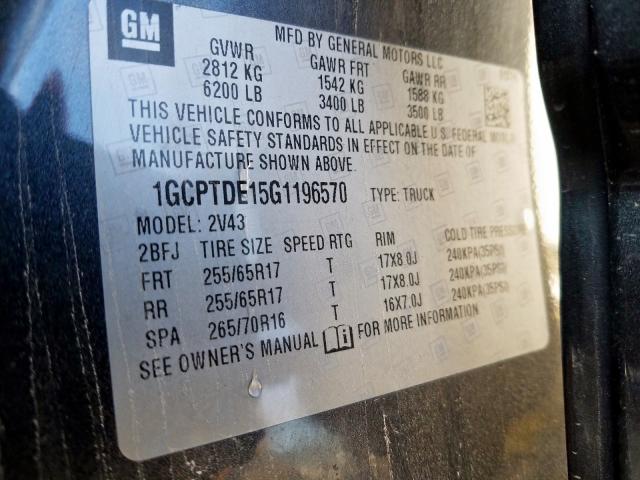 GM
MFD BY GENERAL MOTORS LLC
GVWR GAWR FRT GAWR RR
2812 KG 1542 KG 1588 KG
6200 LB 3400 LB 3500 LB
THIS VEHICLE CONFORMS TO ALL APPLICABLE U.S. FEDERAL MOTOR
VEHICLE SAFETY STANDARDS IN EFFECT ON THE DATE OF
MANUFACTURE SHOWN ABOVE.
1GCPTDE15G1196570 TYPE: TRUCK
MODEL: 2V43
2BFJ TIRE SIZE SPEED RTG RIM COLD TIRE PRESSURE
FRT 255/65R17 T 17X8.0J 240KPA(35PSI)
RR 255/65R17 T 17X8.0J 240KPA(35PSI)
SPA 265/70R16 T 16X7.0J 240KPA(35PSI)
SEE OWNER'S MANUAL FOR MORE INFORMATION